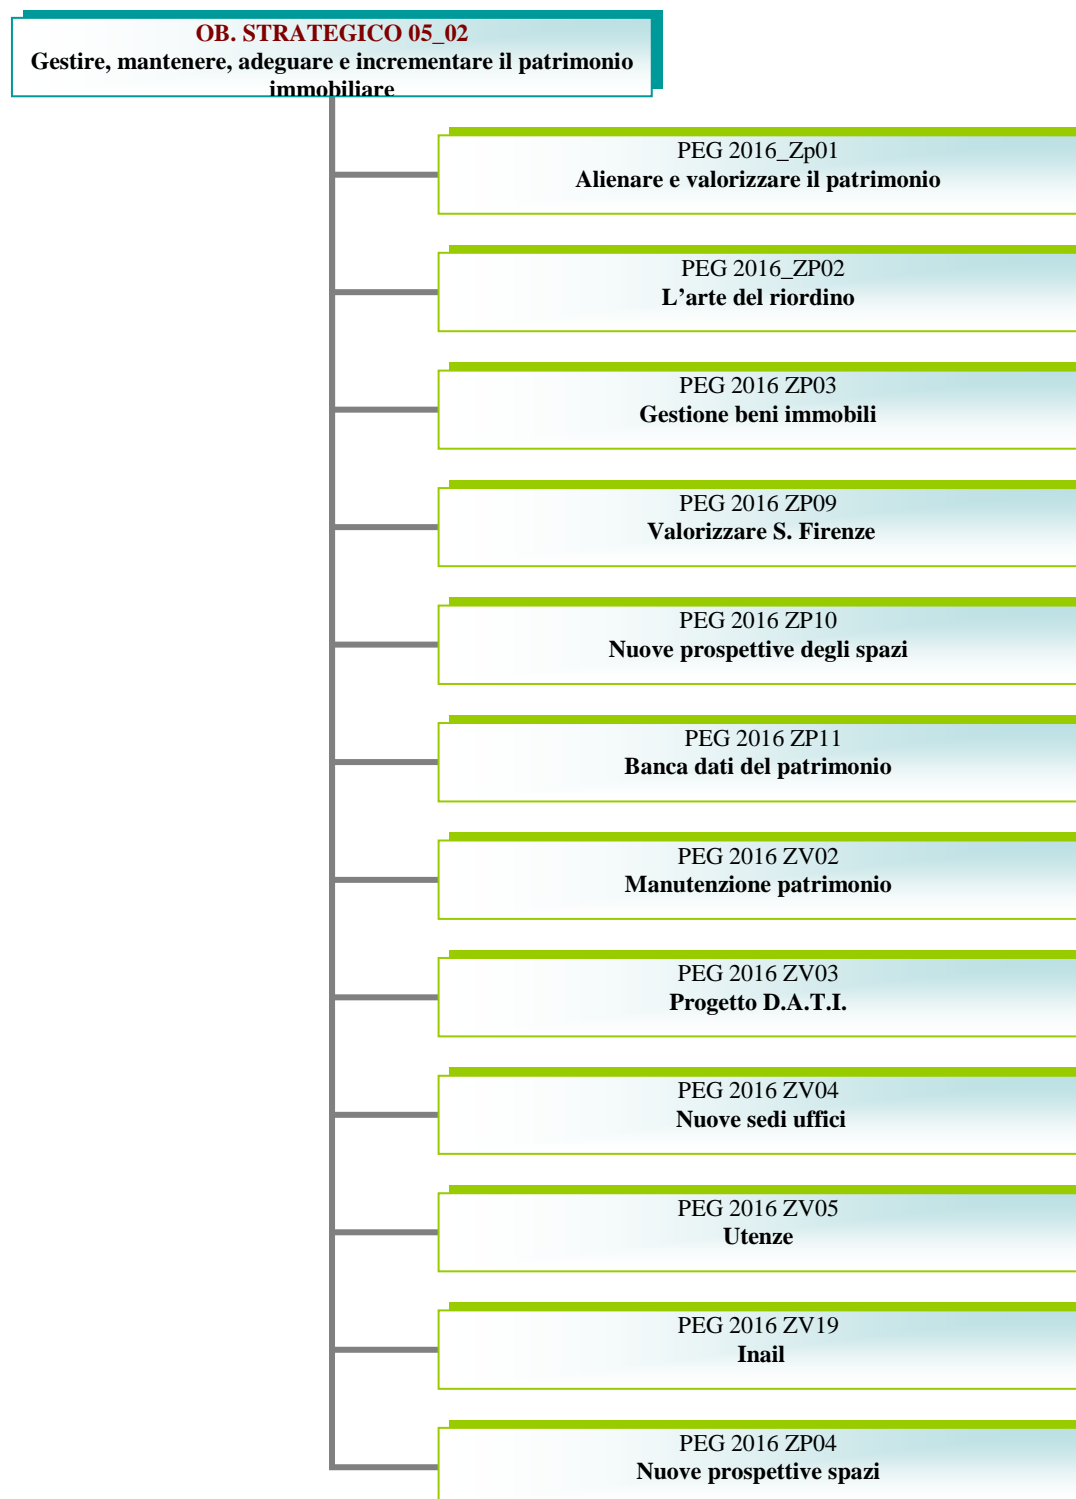 OB. STRATEGICO 05_02
Gestire, mantenere, adeguare e incrementare il patrimonio
immobiliare
PEG 2016_Zp01
Alienare e valorizzare il patrimonio
PEG 2016_ZP02
L’arte del riordino
PEG 2016 ZP03
Gestione beni immobili
PEG 2016 ZP09
Valorizzare S. Firenze
PEG 2016 ZP10
Nuove prospettive degli spazi
PEG 2016 ZP11
Banca dati del patrimonio
PEG 2016 ZV02
Manutenzione patrimonio
PEG 2016 ZV03
Progetto D.A.T.I.
PEG 2016 ZV04
Nuove sedi uffici
PEG 2016 ZV05
Utenze
PEG 2016 ZV19
Inail
PEG 2016 ZP04
Nuove prospettive spazi